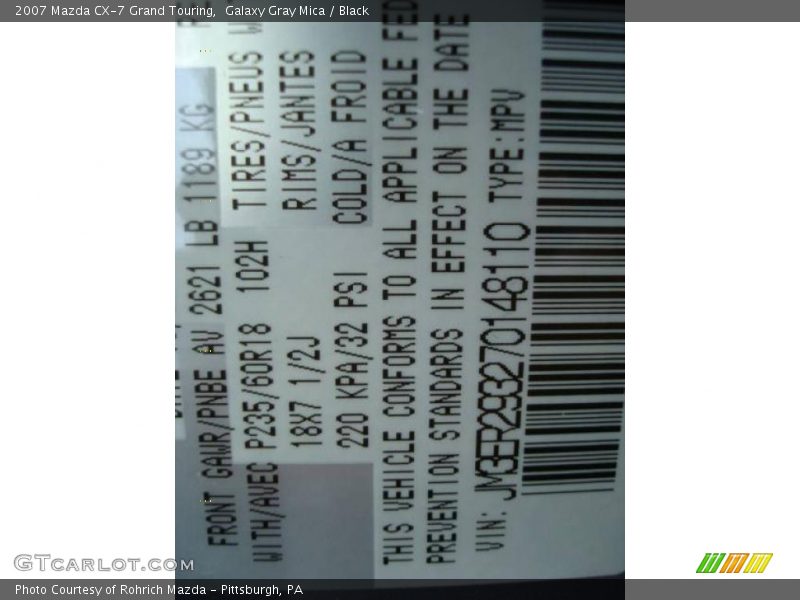 2007 Mazda CX-7 Grand Touring,  Galaxy Gray Mica / Black
FRONT GAWR/PNBE AV 2621 LB 1189 KG
WITH/AVEC P235/60R18 102H TIRES/PNEUS
18X7 1/2J RIMS/JANTES
220 KPA/32 PSI COLD/A FROID
THIS VEHICLE CONFORMS TO ALL APPLICABLE FED
PREVENTION STANDARDS IN EFFECT ON THE DATE
VIN: JM3ER293270148110 TYPE:MPV
GTcarlot.com
Photo Courtesy of Rohrich Mazda - Pittsburgh, PA